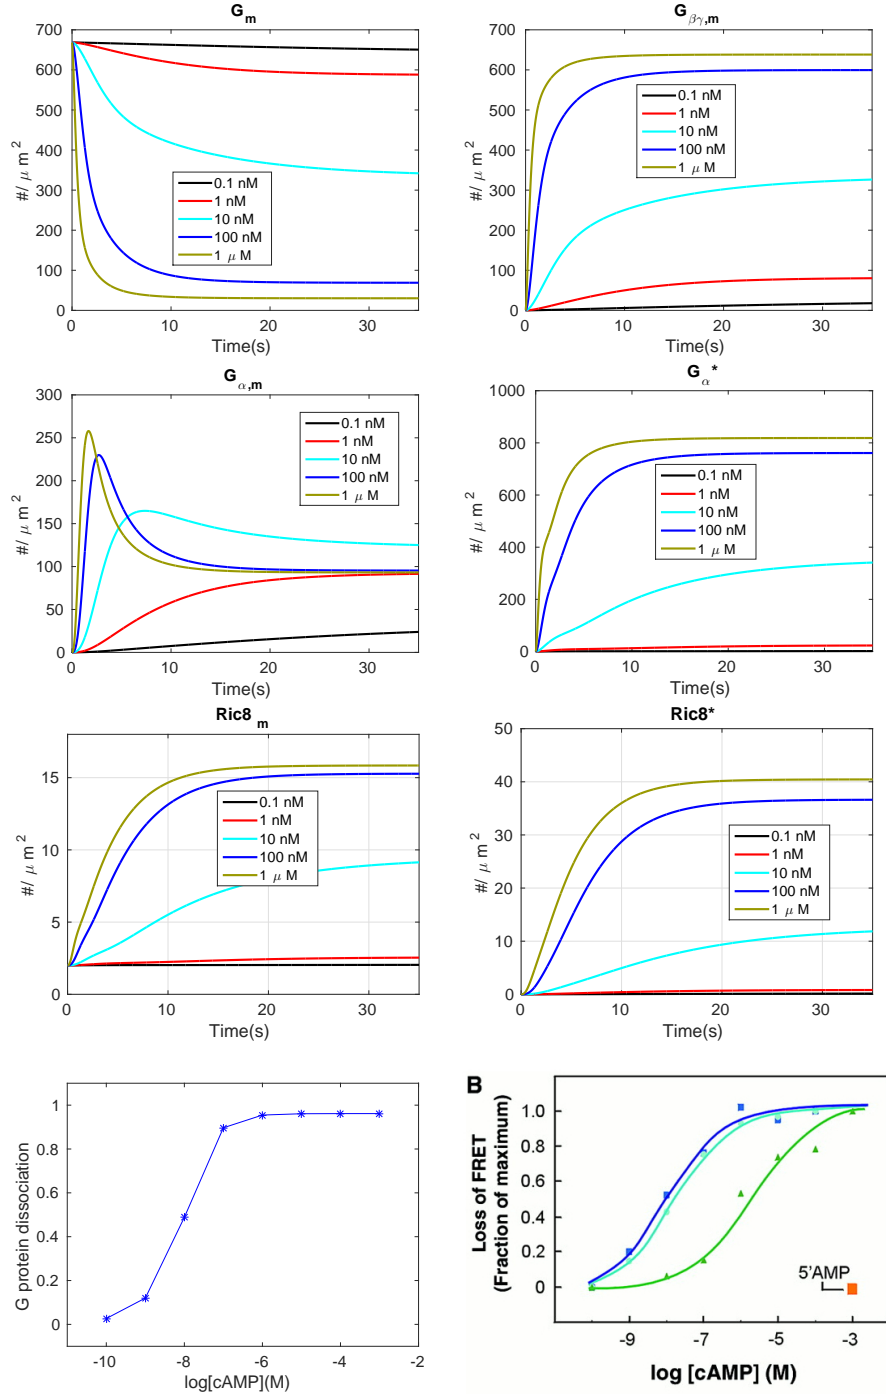 G m
700
600
500
400
300
200
100
0
#/ μ m 2
0 10 20 30
Time(s)
0.1 nM
1 nM
10 nM
100 nM
1 μ M
G βγ,m
700
600
500
400
300
200
100
0
#/ μ m 2
0 10 20 30
Time(s)
0.1 nM
1 nM
10 nM
100 nM
1 μ M
G α,m
300
250
200
150
100
50
0
#/ μ m 2
0 10 20 30
Time(s)
0.1 nM
1 nM
10 nM
100 nM
1 μ M
G α *
1000
800
600
400
200
0
#/ μ m 2
0 10 20 30
Time(s)
0.1 nM
1 nM
10 nM
100 nM
1 μ M
Ric8 m
15
10
5
0
#/ μ m 2
0 10 20 30
Time(s)
0.1 nM
1 nM
10 nM
100 nM
1 μ M
Ric8*
50
40
30
20
10
0
#/ μ m 2
0 10 20 30
Time(s)
0.1 nM
1 nM
10 nM
100 nM
1 μ M
1
0.8
0.6
0.4
0.2
0
G protein dissociation
-10 -8 -6 -4 -2
log[cAMP](M)
B
1.0
0.8
0.6
0.4
0.2
0
Loss of FRET
(Fraction of maximum)
5'AMP
-9 -7 -5 -3
log [cAMP] (M)